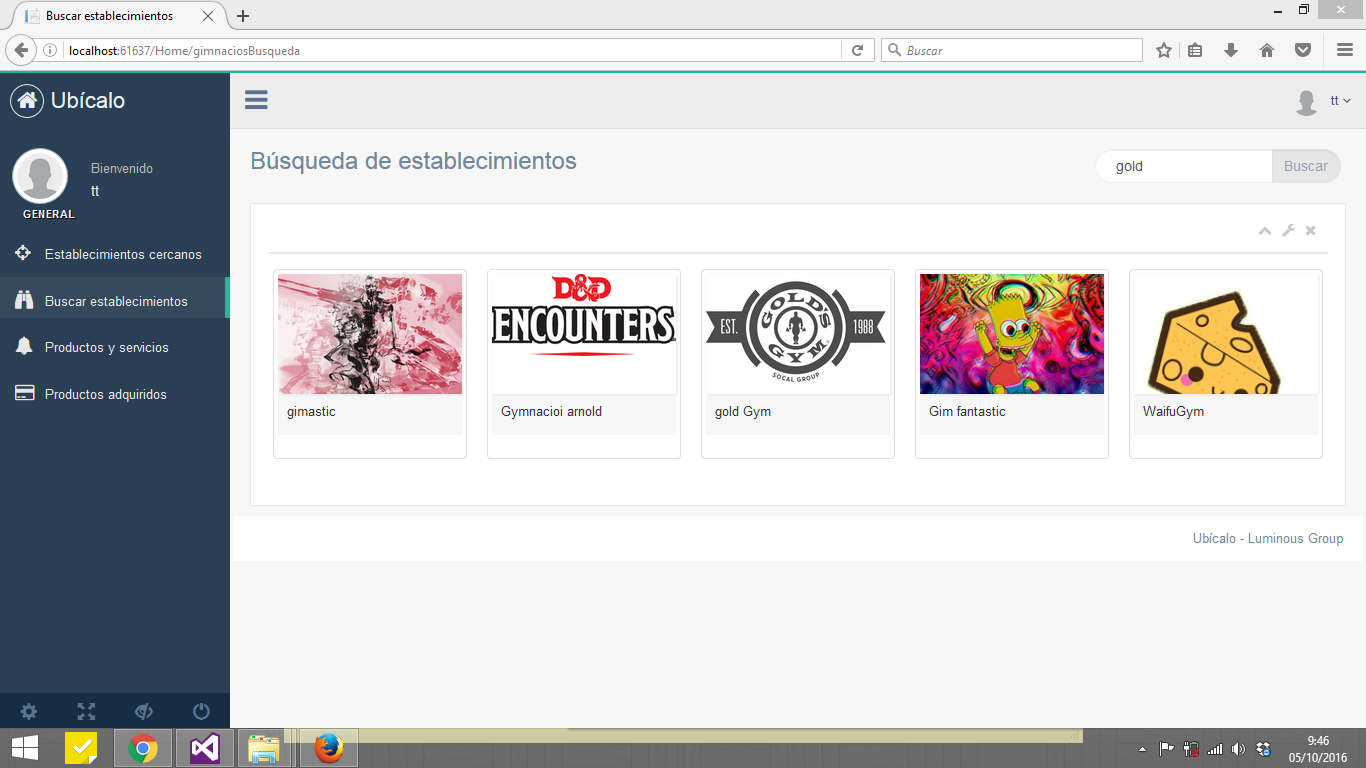 Buscar establecimientos
localhost:61637/Home/gimnaciosBusqueda
Buscar
Ubícalo
tt
Bienvenido
tt
GENERAL
Establecimientos cercanos
Buscar establecimientos
Productos y servicios
Productos adquiridos
Búsqueda de establecimientos
gold
Buscar
gimastic
D&D
ENCOUNTERS
Gymnacioi arnold
GOLD'S
EST.
1988
GYM
SOCAL GROUP
gold Gym
Gim fantastic
WaifuGym
Ubícalo - Luminous Group
9:46
05/10/2016